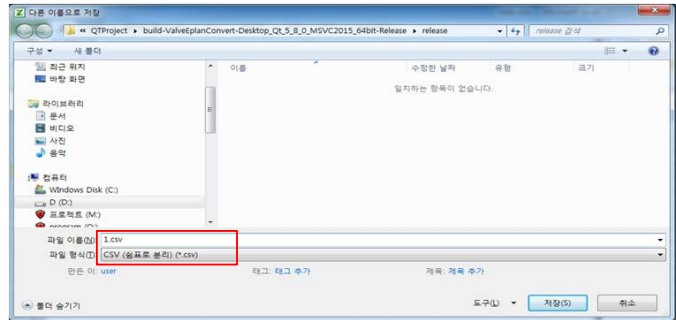 다른 이름으로 저장
« QTProject ▸ build-ValveEplanConvert-Desktop_Qt_5_8_0_MSVC2015_64bit-Release ▸ release
release 검색
구성 새 폴더
최근 위치
바탕 화면
라이브러리
문서
비디오
사진
음악
컴퓨터
Windows Disk (C:)
D (D:)
프로젝트 (M:)
이름 수정한 날짜 유형 크기
일치하는 항목이 없습니다.
파일 이름(N): 1.csv
파일 형식(T): CSV (쉼표로 분리) (*.csv)
만든 이: user 태그: 태그 추가 제목: 제목 추가
폴더 숨기기 도구(L) 저장(S) 취소